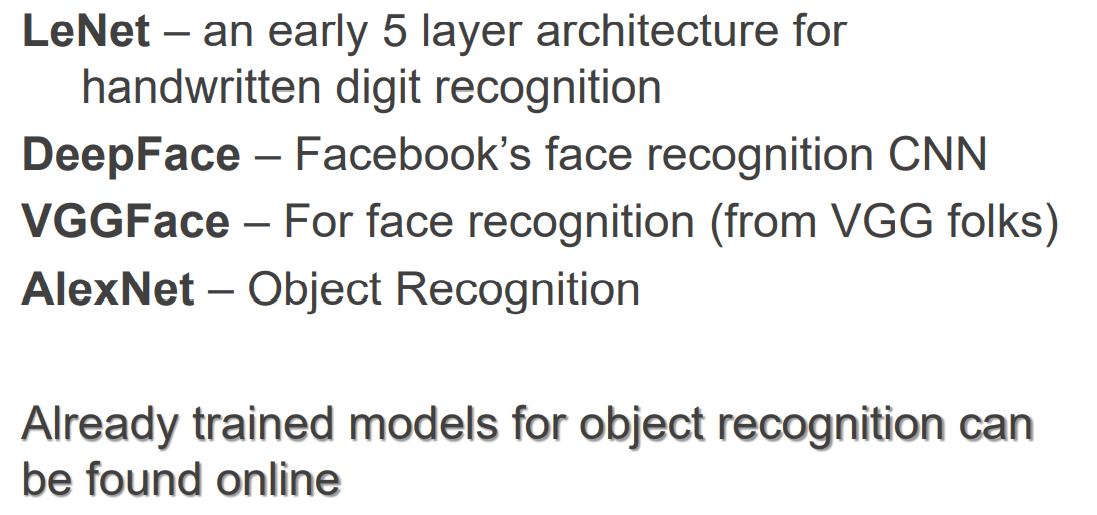 LeNet – an early 5 layer architecture for
handwritten digit recognition
DeepFace – Facebook’s face recognition CNN
VGGFace – For face recognition (from VGG folks)
AlexNet – Object Recognition
Already trained models for object recognition can
be found online